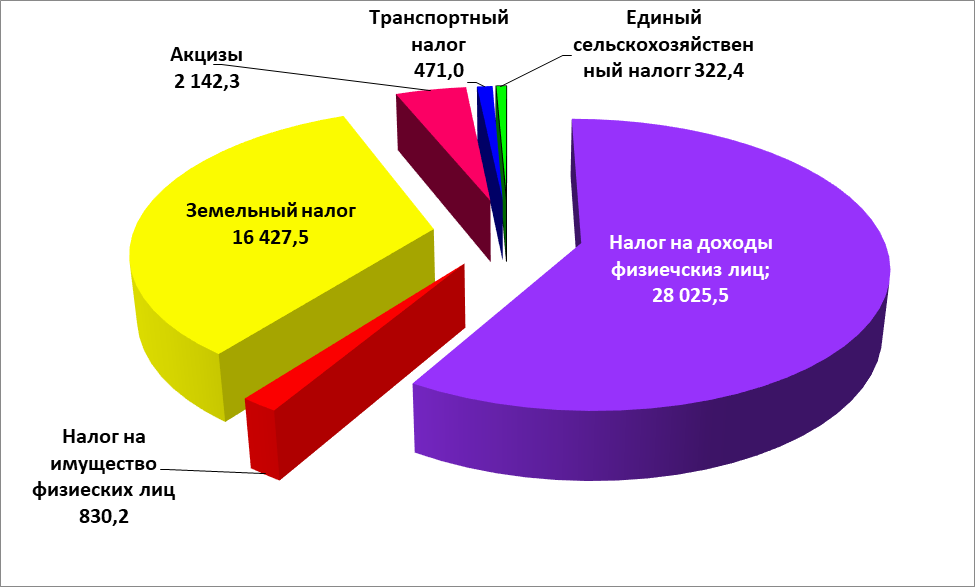 Транспортный
налог
471,0
Единый
сельскохозяйствен
ный налогг 322,4
Акцизы
2 142,3
Земельный налог
16 427,5
Налог на доходы
физиечскиз лиц;
28 025,5
Налог на
имущество
физиеских лиц
830,2